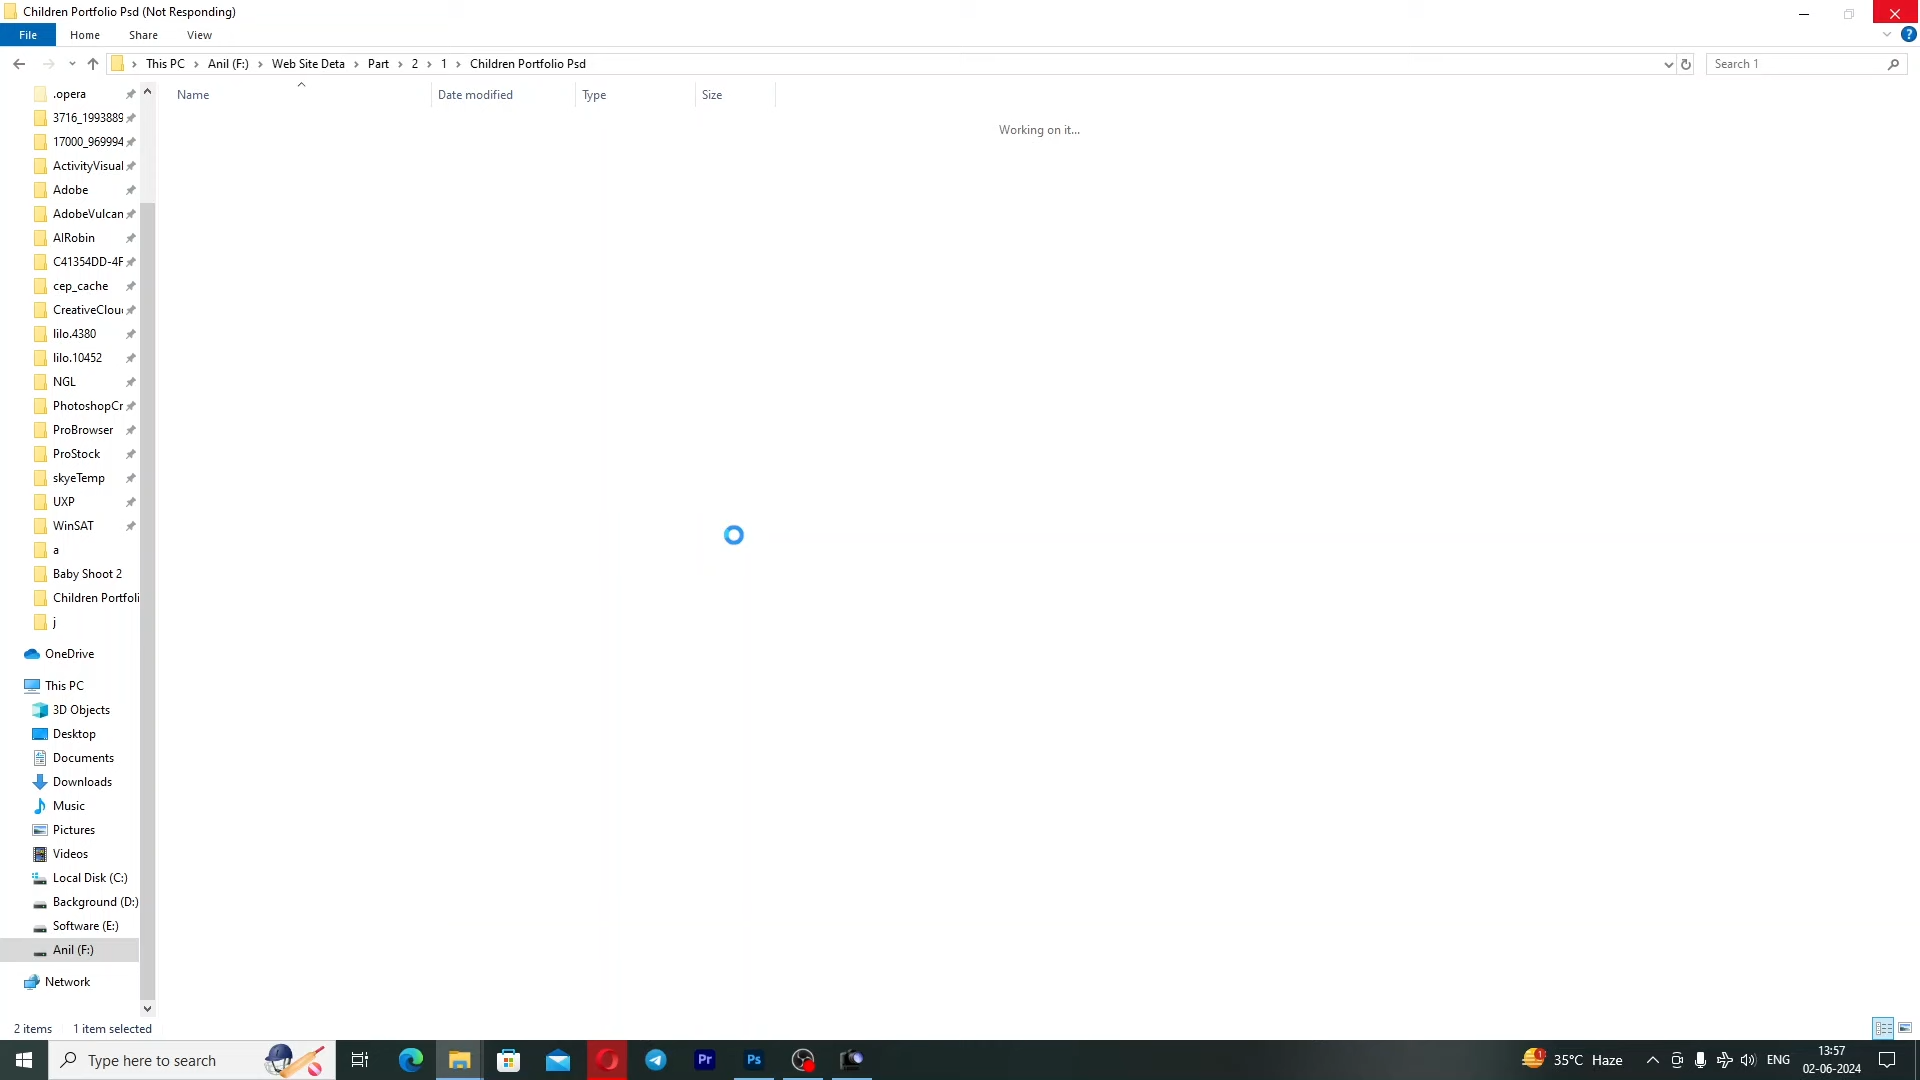 Children Portfolio Psd (Not Responding)
File Home Share View
This PC Anil (F:) Web Site Deta Part 2 1 Children Portfolio Psd
Search 1
Name Date modified Type Size
Working on it...
.opera
3716_1993889
17000_969994
ActivityVisual
Adobe
AdobeVulcan
AIRobin
C41354DD-4F
cep_cache
CreativeClou
lilo.4380
lilo.10452
NGL
PhotoshopCr
ProBrowser
ProStock
skyeTemp
UXP
WinSAT
a
Baby Shoot 2
Children Portfoli
j
OneDrive
This PC
3D Objects
Desktop
Documents
Downloads
Music
Pictures
Videos
Local Disk (C:)
Background (D:)
Software (E:)
Anil (F:)
Network
2 items 1 item selected
Type here to search
Pr
Ps
1
35°C Haze
ENG
13:57
02-06-2024